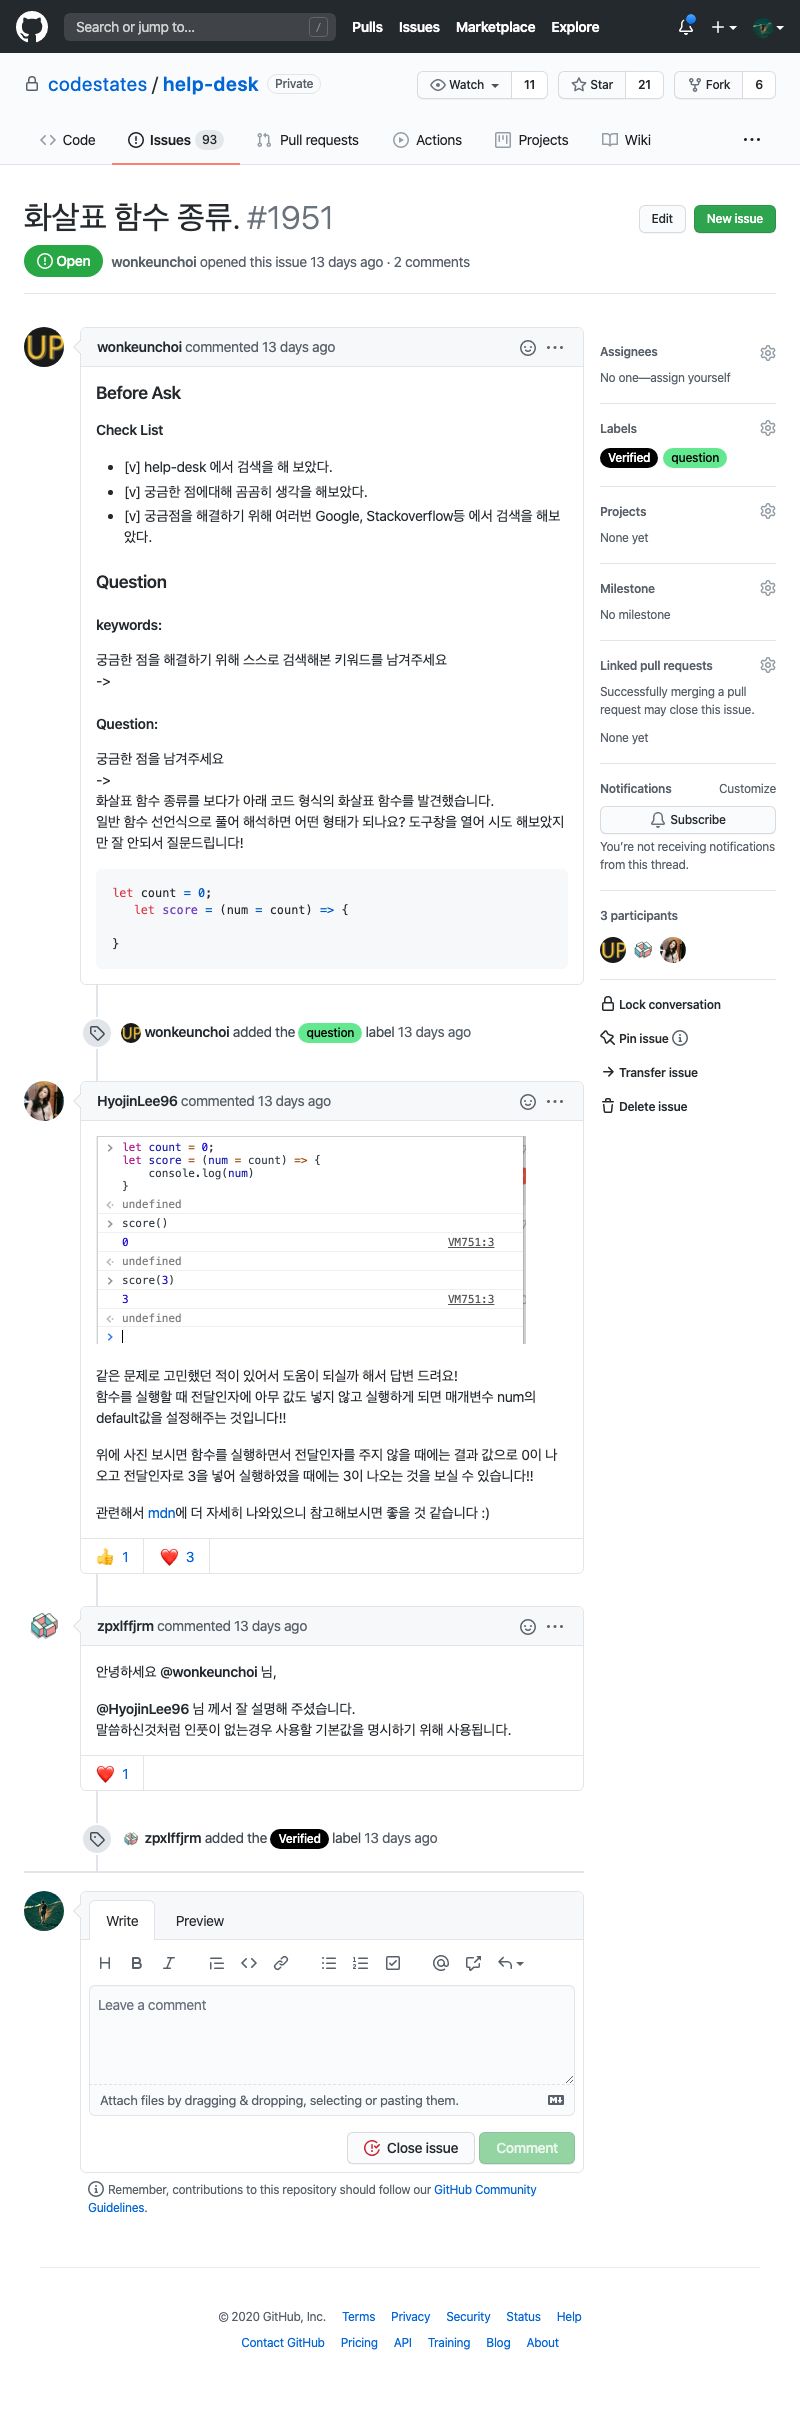 Search or jump to... /
Pulls Issues Marketplace Explore
codestates / help-desk Private
Watch 11 Star 21 Fork 6
Code Issues 93 Pull requests Actions Projects Wiki ...
화살표 함수 종류. #1951
Edit New issue
Open wonkeunchoi opened this issue 13 days ago · 2 comments
UP
wonkeunchoi commented 13 days ago
Before Ask
Check List
• [v] help-desk 에서 검색을 해 보았다.
• [v] 궁금한 점에대해 곰곰히 생각을 해보았다.
• [v] 궁금점을 해결하기 위해 여러번 Google, Stackoverflow등 에서 검색을 해보
았다.
Question
keywords:
궁금한 점을 해결하기 위해 스스로 검색해본 키워드를 남겨주세요
->
Question:
궁금한 점을 남겨주세요
->
화살표 함수 종류를 보다가 아래 코드 형식의 화살표 함수를 발견했습니다.
일반 함수 선언식으로 풀어 해석하면 어떤 형태가 되나요? 도구창을 열어 시도 해보았지
만 잘 안되서 질문드립니다!
let count = 0;
let score = (num = count) => {
}
Assignees
No one—assign yourself
Labels
Verified question
Projects
None yet
Milestone
No milestone
Linked pull requests
Successfully merging a pull
request may close this issue.
None yet
Notifications Customize
Subscribe
You're not receiving notifications
from this thread.
3 participants
UP
Lock conversation
Pin issue
Transfer issue
Delete issue
UP wonkeunchoi added the question label 13 days ago
HyojinLee96 commented 13 days ago
> let count = 0;
let score = (num = count) => {
console.log(num)
}
undefined
> score()
0 VM751:3
undefined
> score(3)
3 VM751:3
undefined
>
같은 문제로 고민했던 적이 있어서 도움이 되실까 해서 답변 드려요!
함수를 실행할 때 전달인자에 아무 값도 넣지 않고 실행하게 되면 매개변수 num의
default값을 설정해주는 것입니다!!
위에 사진 보시면 함수를 실행하면서 전달인자를 주지 않을 때에는 결과 값으로 0이 나
오고 전달인자로 3을 넣어 실행하였을 때에는 3이 나오는 것을 보실 수 있습니다!!
관련해서 mdn에 더 자세히 나와있으니 참고해보시면 좋을 것 같습니다 :)
👍 1 ❤️ 3
zpxlffjrm commented 13 days ago
안녕하세요 @wonkeunchoi 님,
@HyojinLee96 님 께서 잘 설명해 주셨습니다.
말씀하신것처럼 인풋이 없는경우 사용할 기본값을 명시하기 위해 사용됩니다.
❤️ 1
zpxlffjrm added the Verified label 13 days ago
Write Preview
H B I
Leave a comment
Attach files by dragging & dropping, selecting or pasting them.
Close issue Comment
Remember, contributions to this repository should follow our GitHub Community
Guidelines.
© 2020 GitHub, Inc. Terms Privacy Security Status Help
Contact GitHub Pricing API Training Blog About